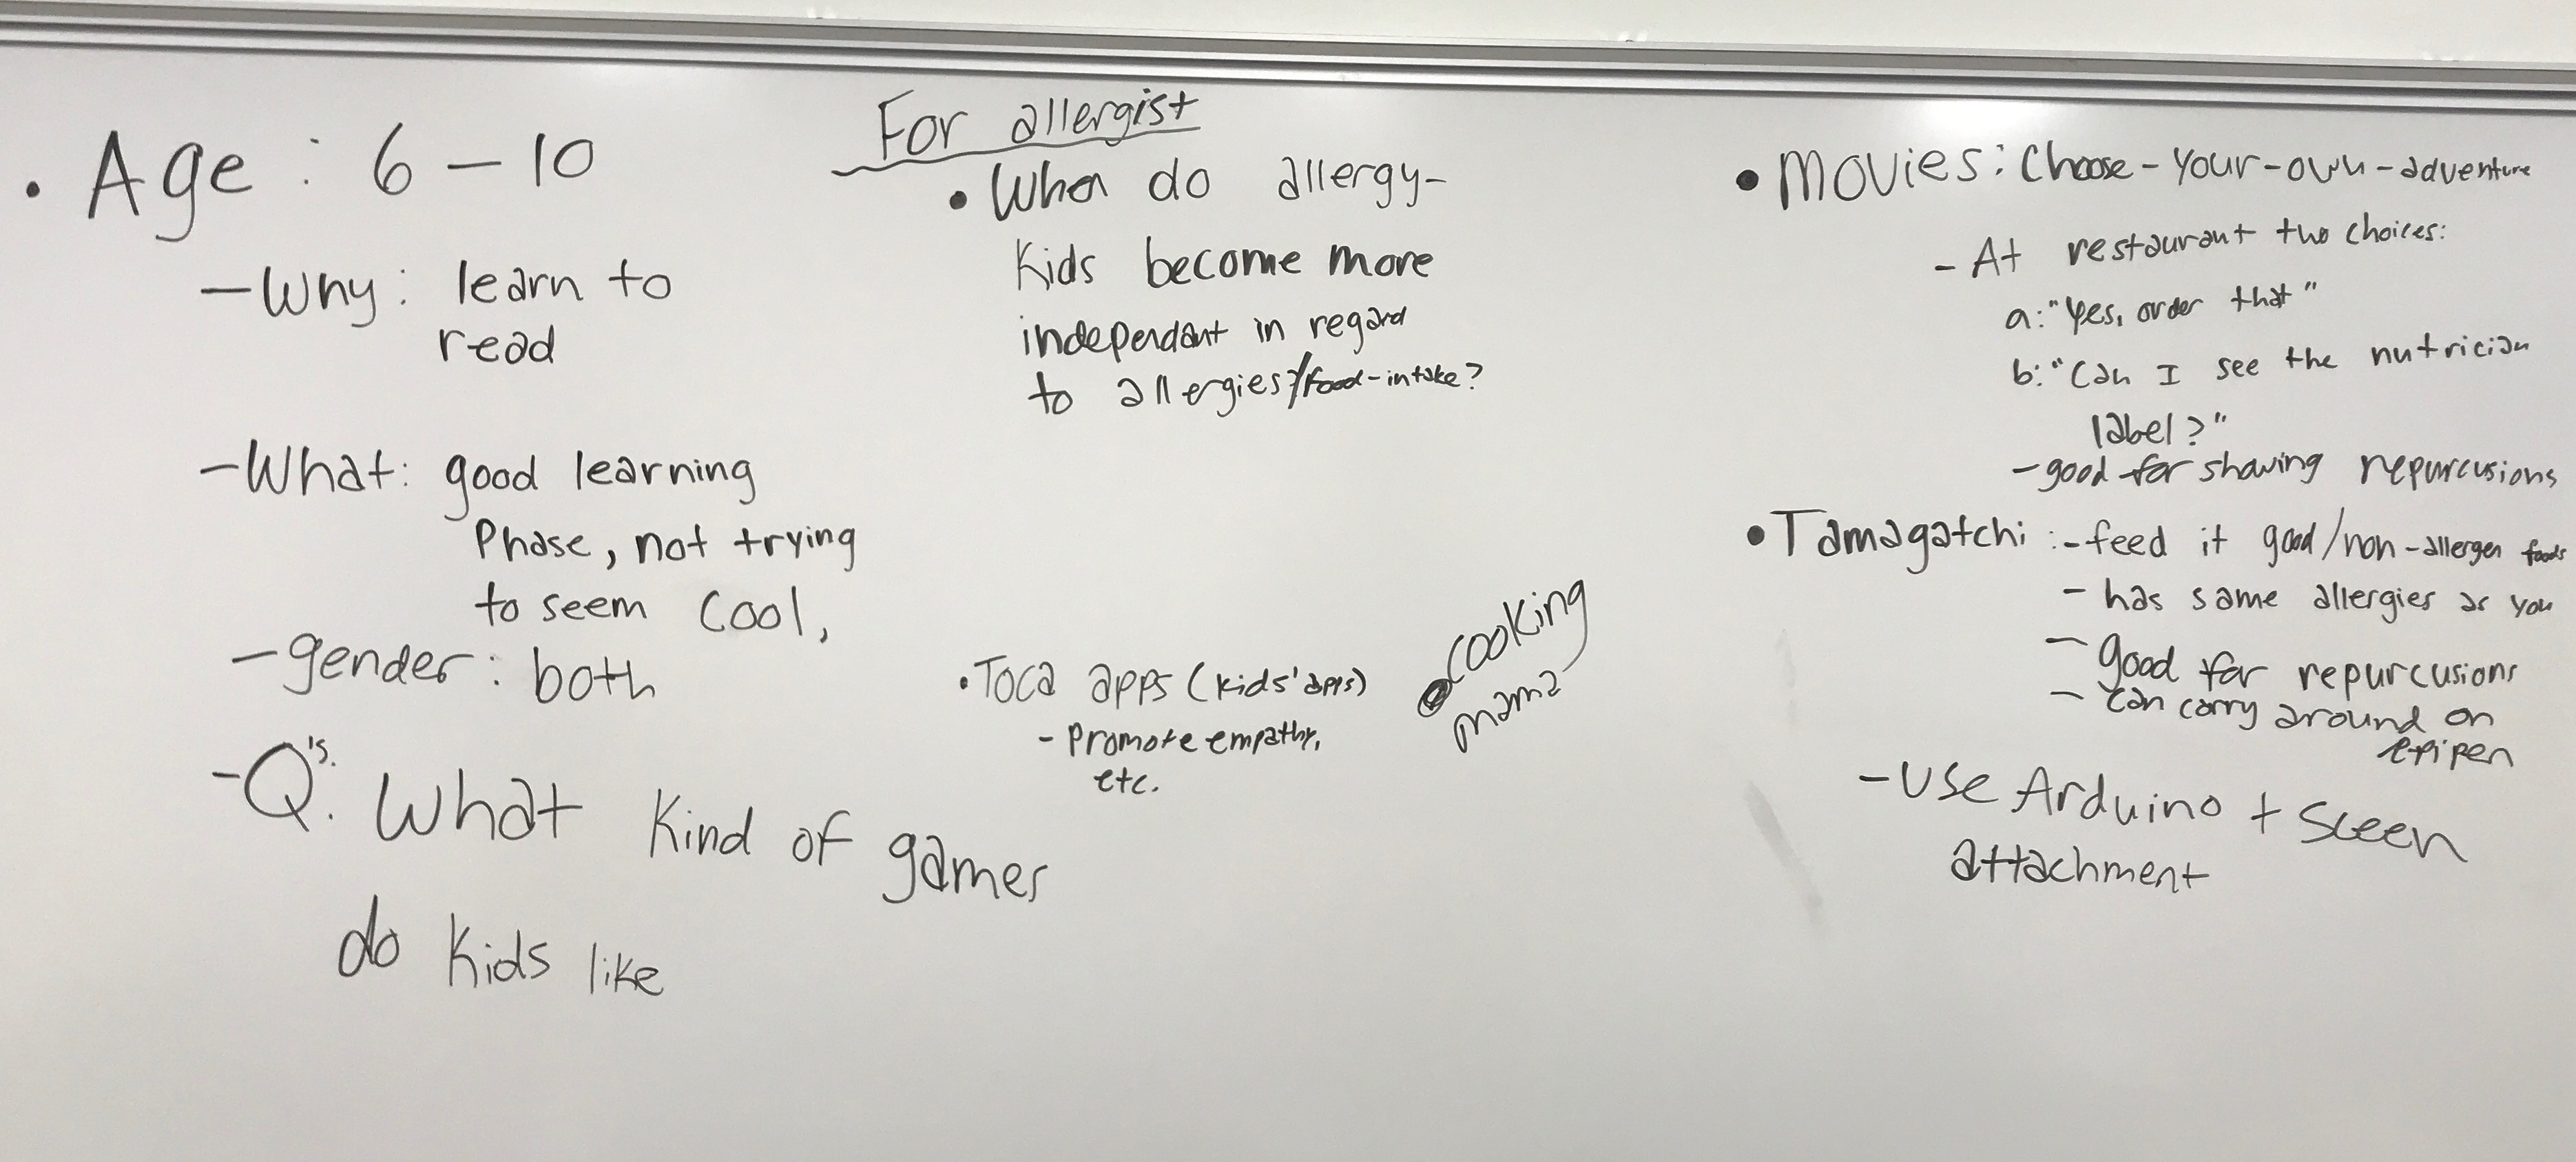 • Age : 6 – 10
– Why : learn to
read
– What : good learning
Phase, not trying
to seem cool,
– gender : both
– Q's: What kind of games
do kids like
For allergist
• When do allergy-
Kids become more
independant in regard
to allergies?/food-intake?
• Toca apps (kids' apps)
- Promote empathy,
etc.
• cooking
mama
• Movies: Choose-your-own-adventure
- At restaurant two choices:
a: "yes, order that"
b: "Can I see the nutrician
label?"
- good for showing repurcusions
• Tamagatchi :- feed it good/non-allergen foods
- has same allergies as you
- good for repurcusions
- can carry around on
epipen
- Use Arduino + sceen
attachment